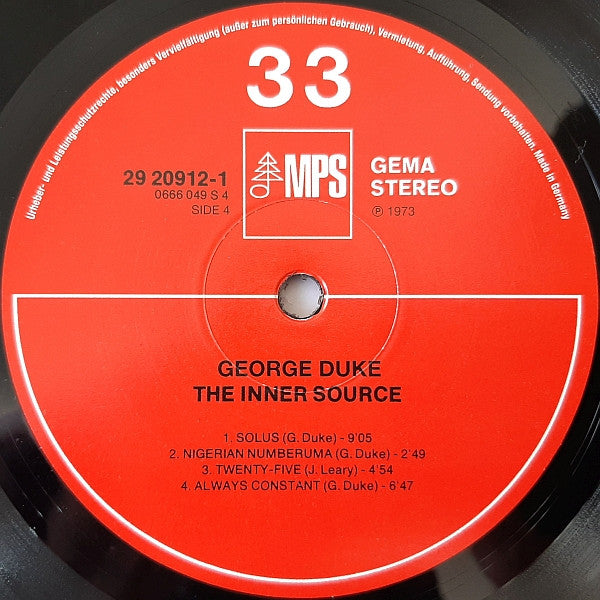 Urheber- und Leistungsschutzrechte, besonders Vervielfältigung (außer zum persönlichen Gebrauch), Vermietung, Aufführung, Sendung vorbehalten. Made in Germany
33
29 20912-1
0666 049 S 4
SIDE 4
MPS
GEMA
STEREO
℗ 1973
GEORGE DUKE
THE INNER SOURCE
1. SOLUS (G. Duke) - 9'05
2. NIGERIAN NUMBERUMA (G. Duke) - 2'49
3. TWENTY-FIVE (J. Leary) - 4'54
4. ALWAYS CONSTANT (G. Duke) - 6'47